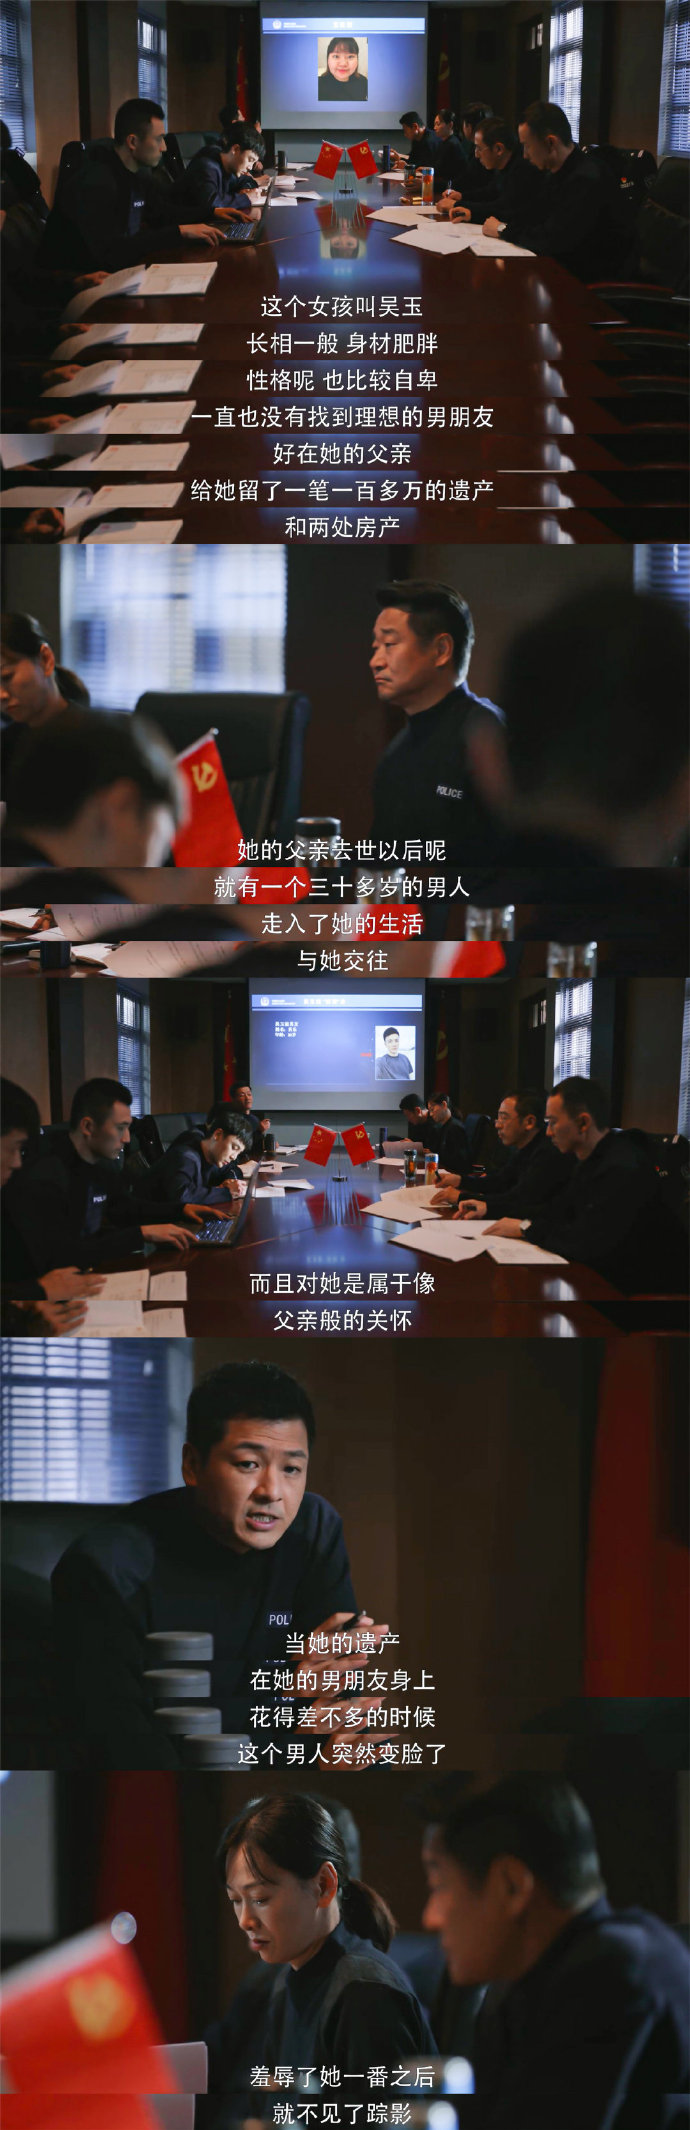 POLICE
这个女孩叫吴玉
长相一般 身材肥胖
性格呢 也比较自卑
一直也没有找到理想的男朋友
好在她的父亲
给她留了一笔一百多万的遗产
和两处房产
POLICE
她的父亲去世以后呢
就有一个三十多岁的男人
走入了她的生活
与她交往
而且对她是属于像
父亲般的关怀
POLI
当她的遗产
在她的男朋友身上
花得差不多的时候
这个男人突然变脸了
羞辱了她一番之后
就不见了踪影